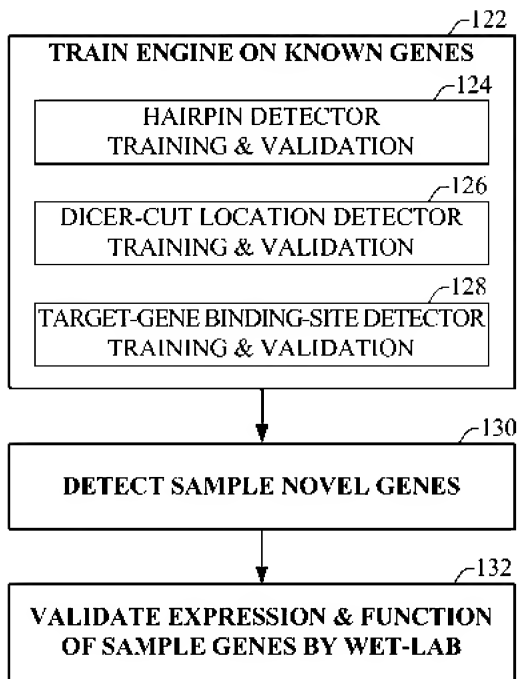 122
TRAIN ENGINE ON KNOWN GENES
124
HAIRPIN DETECTOR
TRAINING & VALIDATION
126
DICER-CUT LOCATION DETECTOR
TRAINING & VALIDATION
128
TARGET-GENE BINDING-SITE DETECTOR
TRAINING & VALIDATION
130
DETECT SAMPLE NOVEL GENES
132
VALIDATE EXPRESSION & FUNCTION
OF SAMPLE GENES BY WET-LAB